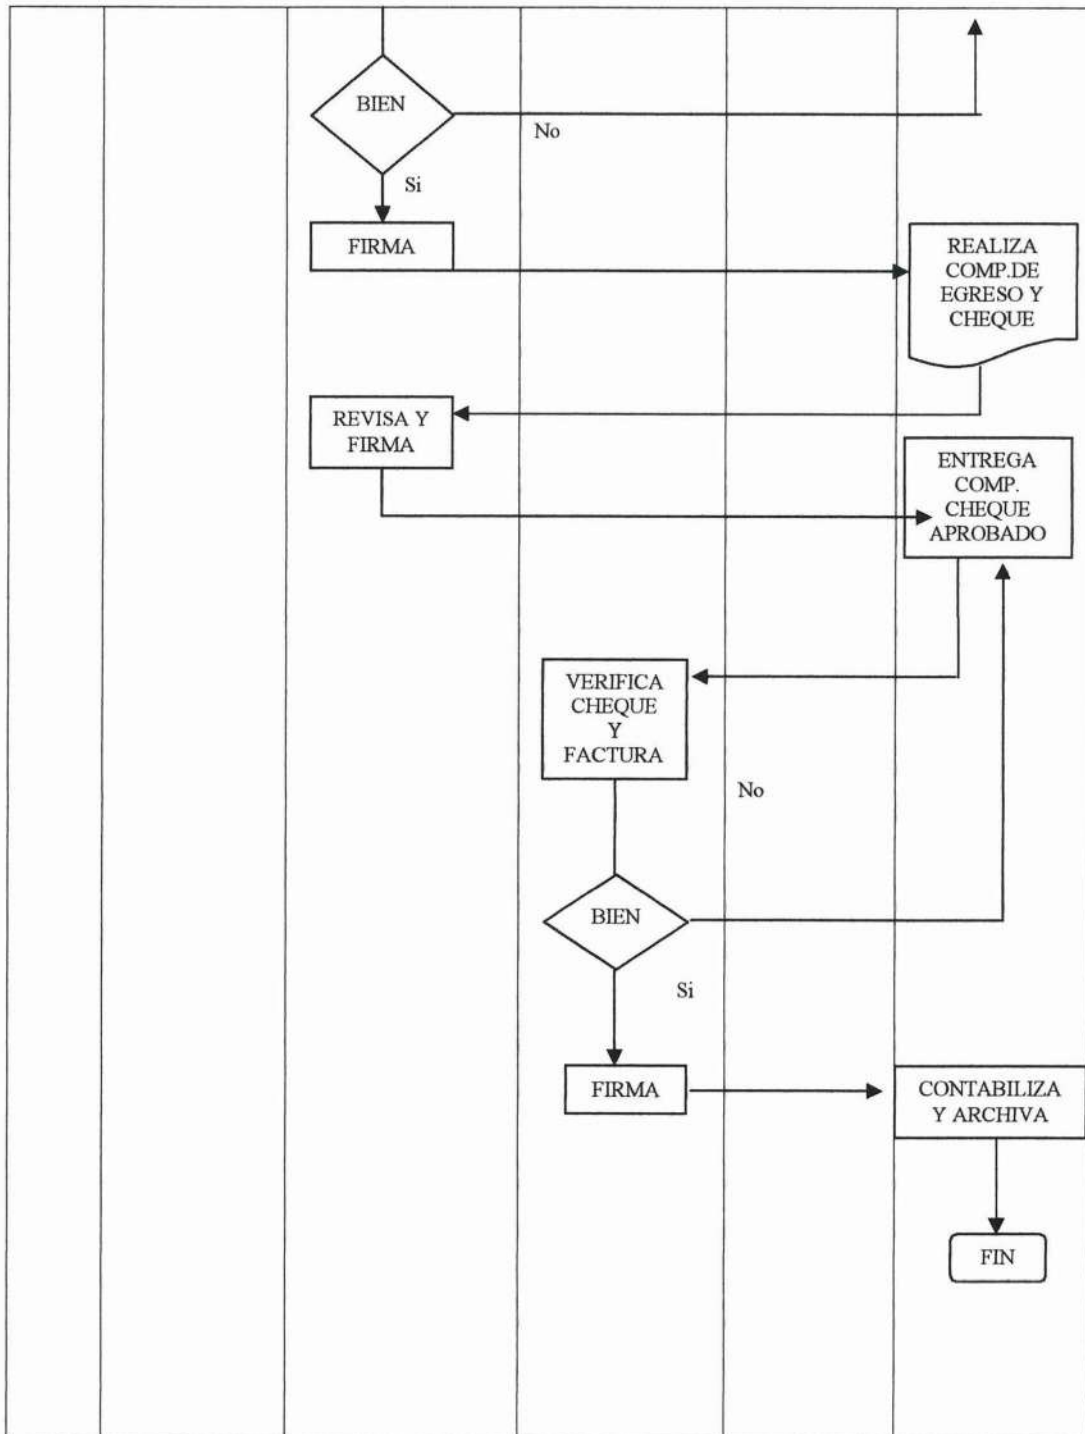 BIEN
No
Si
FIRMA
REALIZA
COMP.DE
EGRESO Y
CHEQUE
REVISA Y
FIRMA
ENTREGA
COMP.
CHEQUE
APROBADO
VERIFICA
CHEQUE
Y
FACTURA
No
BIEN
Si
FIRMA
CONTABILIZA
Y ARCHIVA
FIN